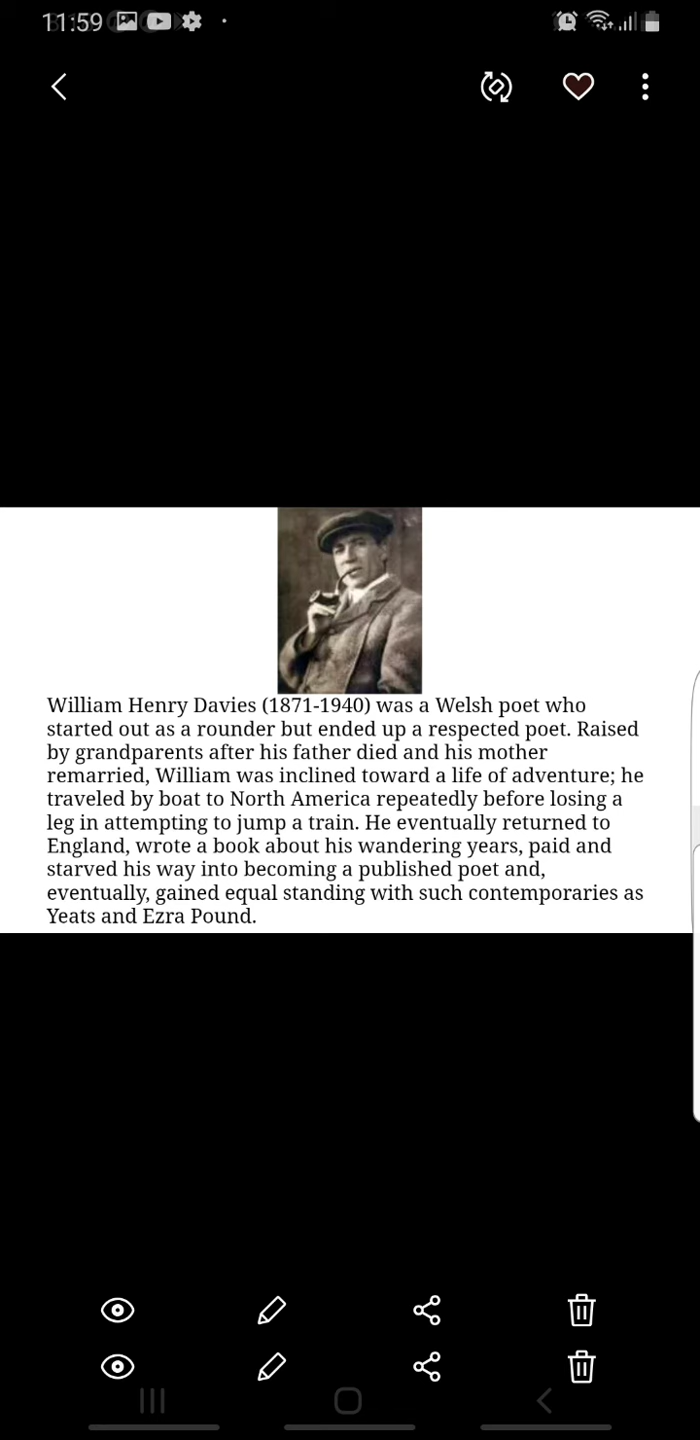 11:59
William Henry Davies (1871-1940) was a Welsh poet who
started out as a rounder but ended up a respected poet. Raised
by grandparents after his father died and his mother
remarried, William was inclined toward a life of adventure; he
traveled by boat to North America repeatedly before losing a
leg in attempting to jump a train. He eventually returned to
England, wrote a book about his wandering years, paid and
starved his way into becoming a published poet and,
eventually, gained equal standing with such contemporaries as
Yeats and Ezra Pound.